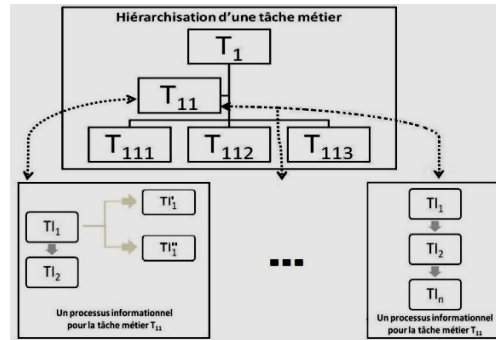 Hiérarchisation d'une tâche métier
T1
T11
T111 T112 T113
TI1
TI'1
TI''1
TI2
Un processus informationnel
pour la tâche métier T11
...
TI1
TI2
TIn
Un processus informationnel
pour la tâche métier T11